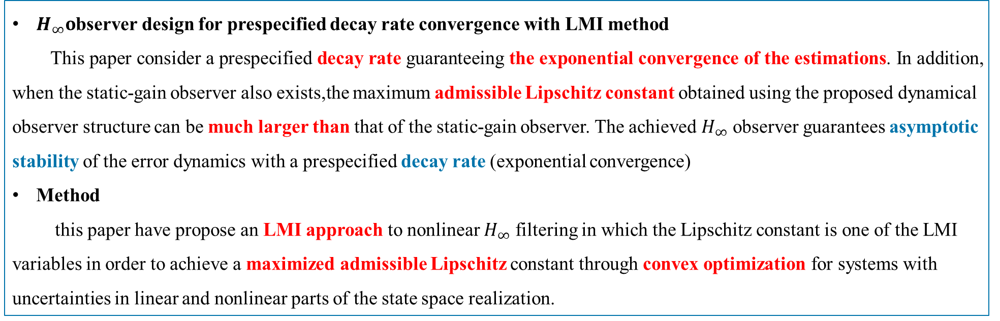 • H∞observer design for prespecified decay rate convergence with LMI method
This paper consider a prespecified decay rate guaranteeing the exponential convergence of the estimations. In addition,
when the static-gain observer also exists,the maximum admissible Lipschitz constant obtained using the proposed dynamical
observer structure can be much larger than that of the static-gain observer. The achieved H∞ observer guarantees asymptotic
stability of the error dynamics with a prespecified decay rate (exponential convergence)
• Method
this paper have propose an LMI approach to nonlinear H∞ filtering in which the Lipschitz constant is one of the LMI
variables in order to achieve a maximized admissible Lipschitz constant through convex optimization for systems with
uncertainties in linear and nonlinear parts of the state space realization.